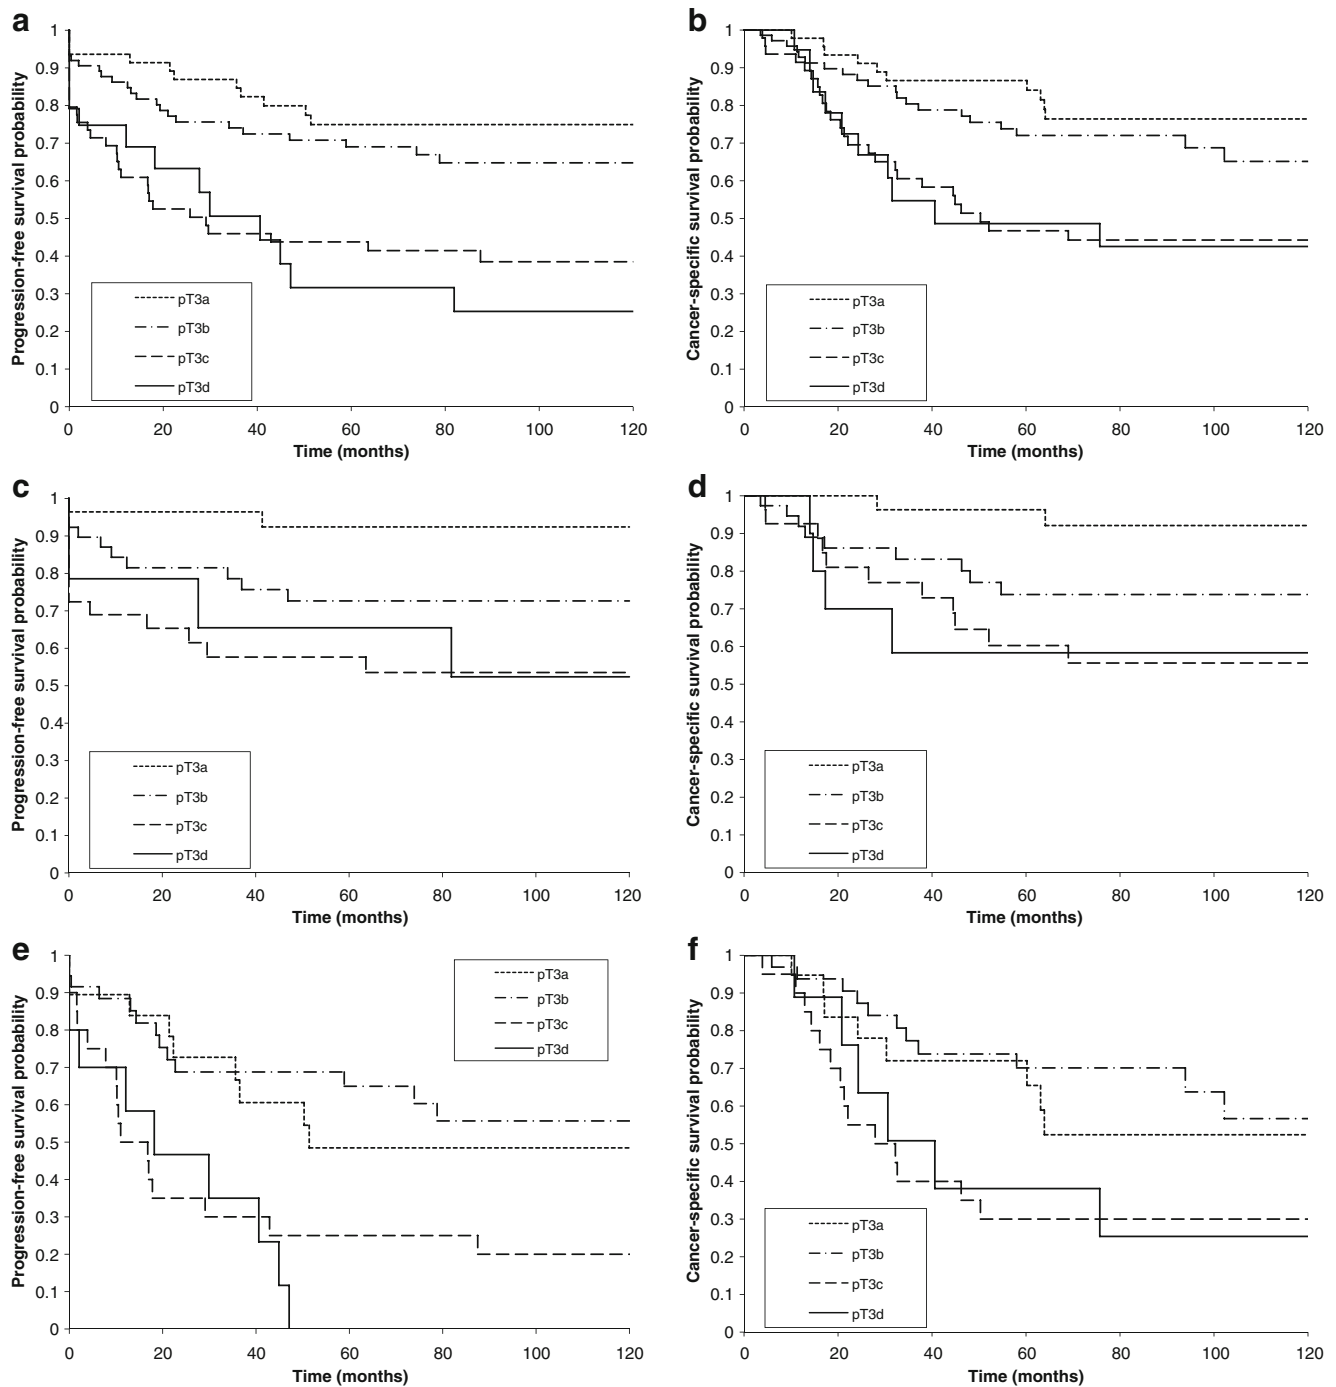 a
Progression-free survival probability
1
0.9
0.8
0.7
0.6
0.5
0.4
0.3
0.2
0.1
0
pT3a
pT3b
pT3c
pT3d
0 20 40 60 80 100 120
Time (months)
b
Cancer-specific survival probability
1
0.9
0.8
0.7
0.6
0.5
0.4
0.3
0.2
0.1
0
pT3a
pT3b
pT3c
pT3d
0 20 40 60 80 100 120
Time (months)
c
Progression-free survival probability
1
0.9
0.8
0.7
0.6
0.5
0.4
0.3
0.2
0.1
0
pT3a
pT3b
pT3c
pT3d
0 20 40 60 80 100 120
Time (months)
d
Cancer-specific survival probability
1
0.9
0.8
0.7
0.6
0.5
0.4
0.3
0.2
0.1
0
pT3a
pT3b
pT3c
pT3d
0 20 40 60 80 100 120
Time (months)
e
Progression-free survival probability
1
0.9
0.8
0.7
0.6
0.5
0.4
0.3
0.2
0.1
0
pT3a
pT3b
pT3c
pT3d
0 20 40 60 80 100 120
Time (months)
f
Cancer-specific survival probability
1
0.9
0.8
0.7
0.6
0.5
0.4
0.3
0.2
0.1
0
pT3a
pT3b
pT3c
pT3d
0 20 40 60 80 100 120
Time (months)